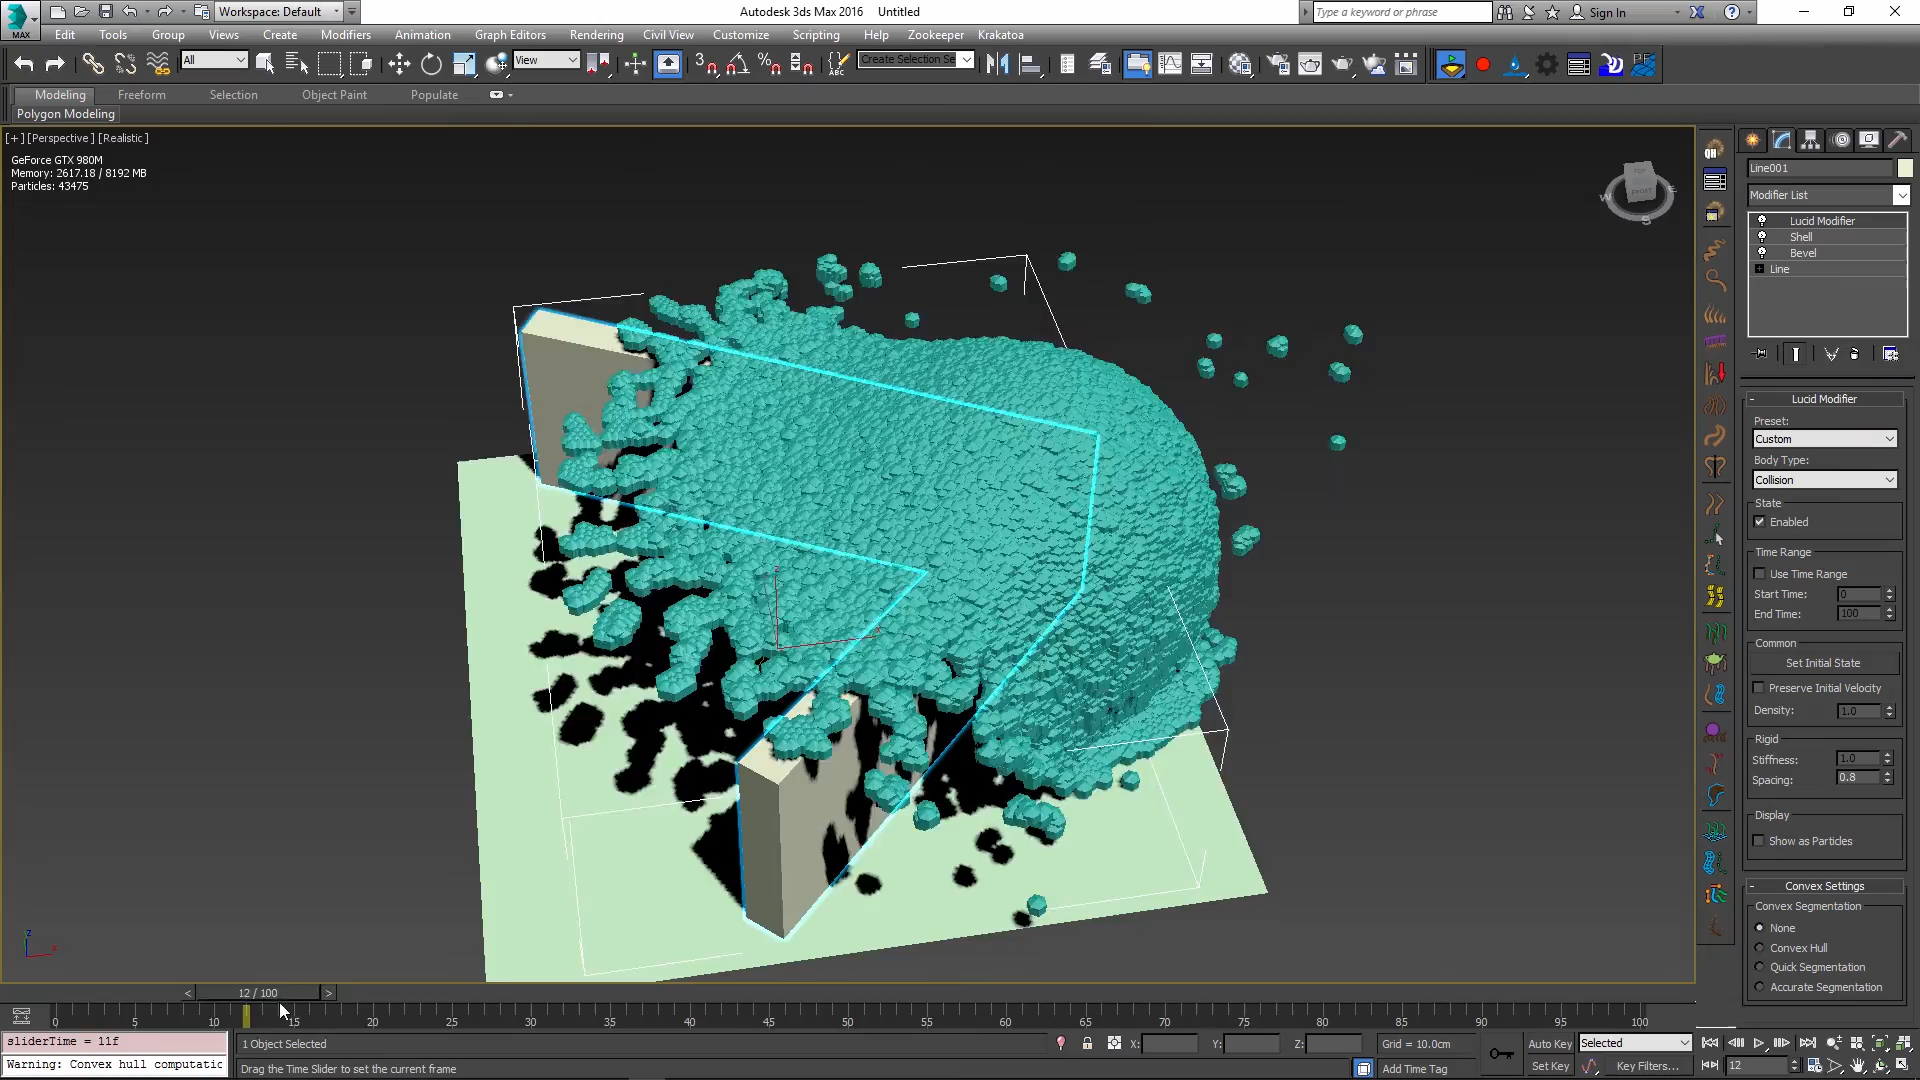 Workspace: Default
Autodesk 3ds Max 2016 Untitled
Type a keyword or phrase
Sign In
MAX
Edit Tools Group Views Create Modifiers Animation Graph Editors Rendering Civil View Customize Scripting Help Zookeeper Krakatoa
All
View
Create Selection Se
Modeling Freeform Selection Object Paint Populate
Polygon Modeling
[+] [Perspective ] [Realistic ]
GeForce GTX 980M
Memory: 2617.18 / 8192 MB
Particles: 43475
Line001
Modifier List
Lucid Modifier
Shell
Bevel
Line
- Lucid Modifier
Preset:
Custom
Body Type:
Collision
State
Enabled
Time Range
Use Time Range
Start Time: 0
End Time: 100
Common
Set Initial State
Preserve Initial Velocity
Density: 1.0
Rigid
Stiffness: 1.0
Spacing: 0.8
Display
Show as Particles
- Convex Settings
Convex Segmentation
None
Convex Hull
Quick Segmentation
Accurate Segmentation
< 12 / 100 >
0 5 10 15 20 25 30 35 40 45 50 55 60 65 70 75 80 85 90 95 100
sliderTime = 11f
Warning: Convex hull computatic
1 Object Selected
Drag the Time Slider to set the current frame
X: Y: Z: Grid = 10.0cm
Add Time Tag
Auto Key Selected
Set Key Key Filters...
12